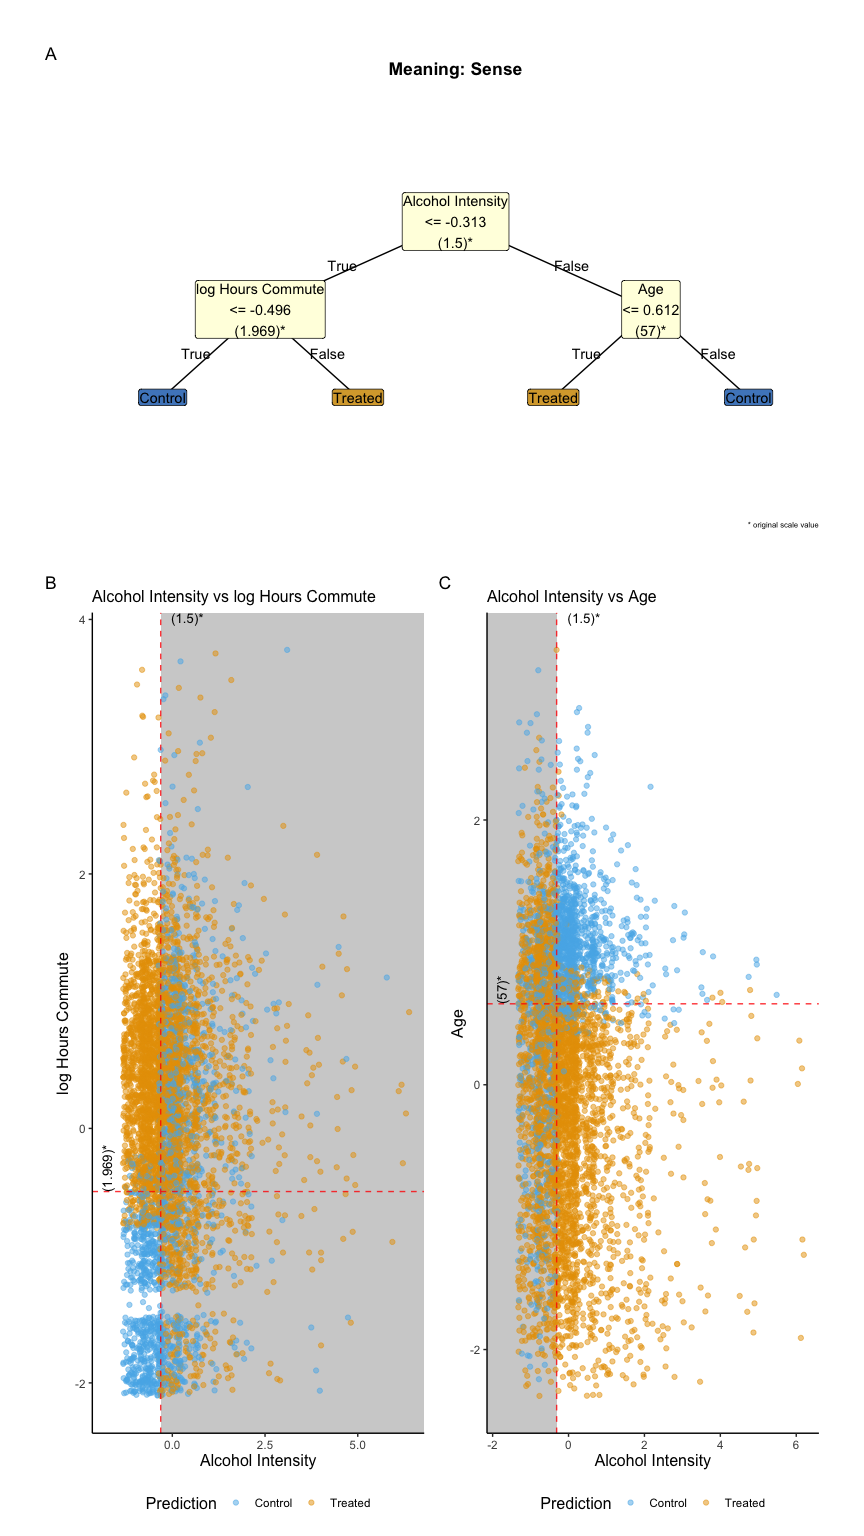 A
Meaning: Sense
Alcohol Intensity
<= -0.313
(1.5)*
True
False
log Hours Commute
<= -0.496
(1.969)*
Age
<= 0.612
(57)*
True
False
True
False
Control
Treated
Treated
Control
* original scale value
B
Alcohol Intensity vs log Hours Commute
(1.5)*
4
2
0
-2
log Hours Commute
(1.969)*
0.0
2.5
5.0
Alcohol Intensity
Prediction
Control
Treated
C
Alcohol Intensity vs Age
(1.5)*
2
0
-2
Age
(57)*
-2
0
2
4
6
Alcohol Intensity
Prediction
Control
Treated